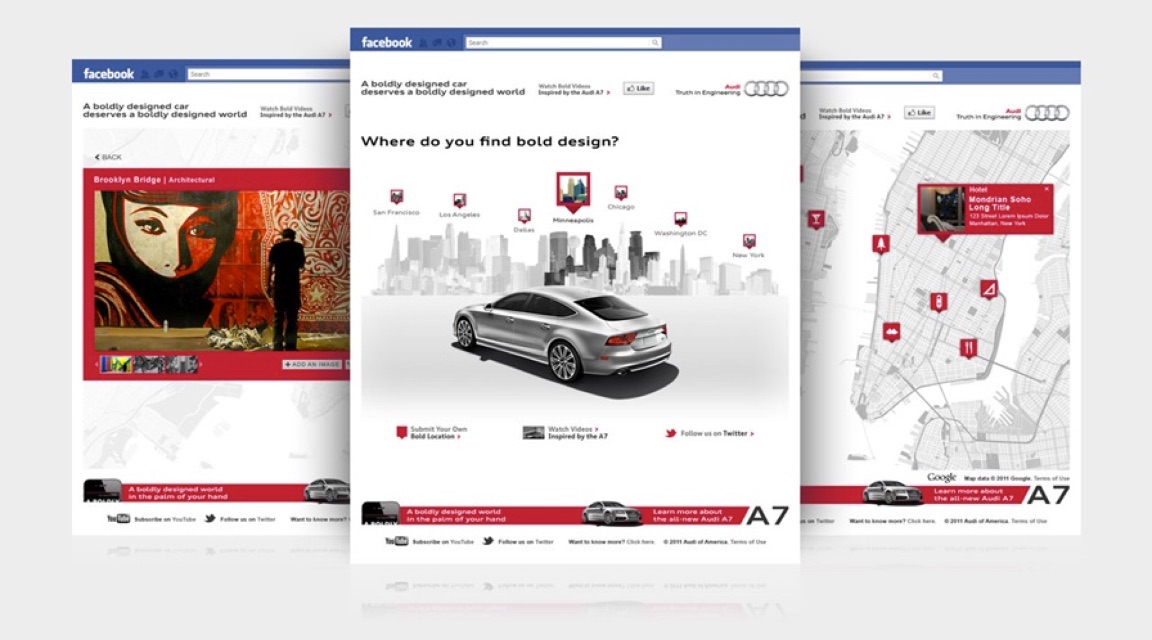 facebook
Search
A boldly designed car
deserves a boldly designed world
Watch Bold Videos
Inspired by the Audi A7 >
< BACK
Brooklyn Bridge | Architectural
+ ADD AN IMAGE
A BOLDLY
A boldly designed world
in the palm of your hand
YouTube Subscribe on YouTube
Follow us on Twitter
Want to know more?
facebook
Search
A boldly designed car
deserves a boldly designed world
Watch Bold Videos
Inspired by the Audi A7 >
Like
Audi
Truth in Engineering
Where do you find bold design?
San Francisco
Los Angeles
Dallas
Minneapolis
Chicago
Washington DC
New York
Submit Your Own
Bold Location >
Watch Videos >
Inspired by the A7
Follow us on Twitter >
A BOLDLY
A boldly designed world
in the palm of your hand
Learn more about
the all-new Audi A7
A7
YouTube Subscribe on YouTube
Follow us on Twitter
Want to know more? Click here.
© 2011 Audi of America. Terms of Use
Watch Bold Videos
Inspired by the Audi A7 >
Like
Audi
Truth in Engineering
Hotel
Mondrian Soho
Long Title
123 Street Lorem Ipsum Dolor
Manhattan, New York
Google
Map data © 2011 Google. Terms of Use
Learn more about
the all-new Audi A7
A7
us on Twitter
Want to know more? Click here.
© 2011 Audi of America. Terms of Use